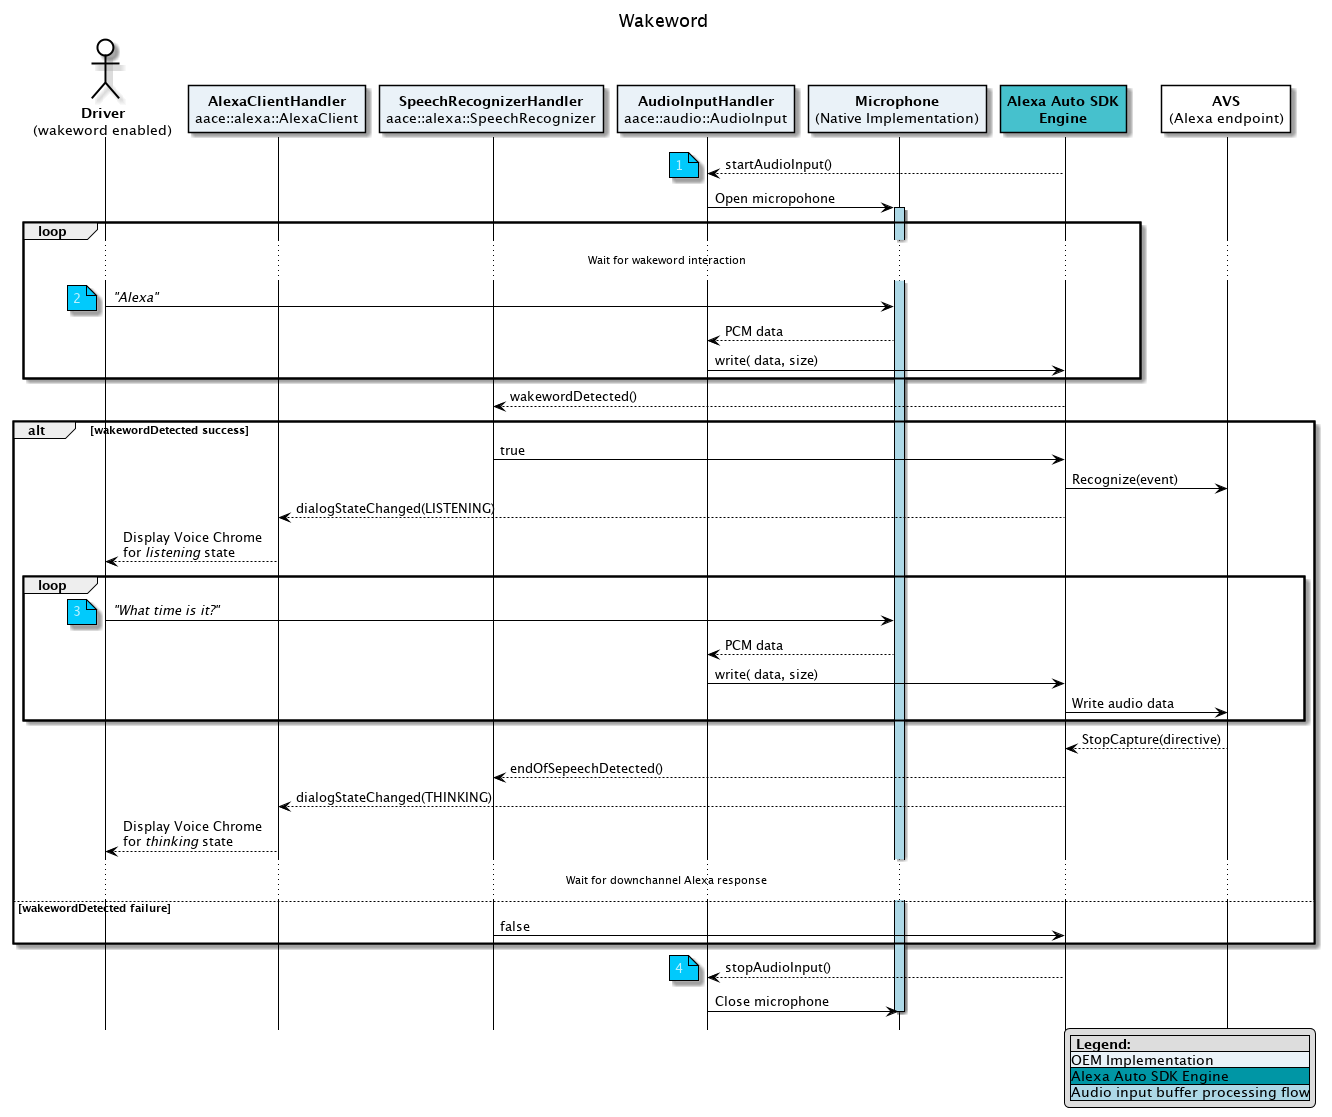 Wakeword
Driver
(wakeword enabled)
AlexaClientHandler
aace::alexa::AlexaClient
SpeechRecognizerHandler
aace::alexa::SpeechRecognizer
AudioInputHandler
aace::audio::AudioInput
Microphone
(Native Implementation)
Alexa Auto SDK
Engine
AVS
(Alexa endpoint)
1
startAudioInput()
Open micropohone
loop
Wait for wakeword interaction
2
"Alexa"
PCM data
write( data, size)
wakewordDetected()
alt
[wakewordDetected success]
true
Recognize(event)
dialogStateChanged(LISTENING)
Display Voice Chrome
for listening state
loop
3
"What time is it?"
PCM data
write( data, size)
Write audio data
StopCapture(directive)
endOfSepeechDetected()
dialogStateChanged(THINKING)
Display Voice Chrome
for thinking state
Wait for downchannel Alexa response
[wakewordDetected failure]
false
4
stopAudioInput()
Close microphone
Legend:
OEM Implementation
Alexa Auto SDK Engine
Audio input buffer processing flow